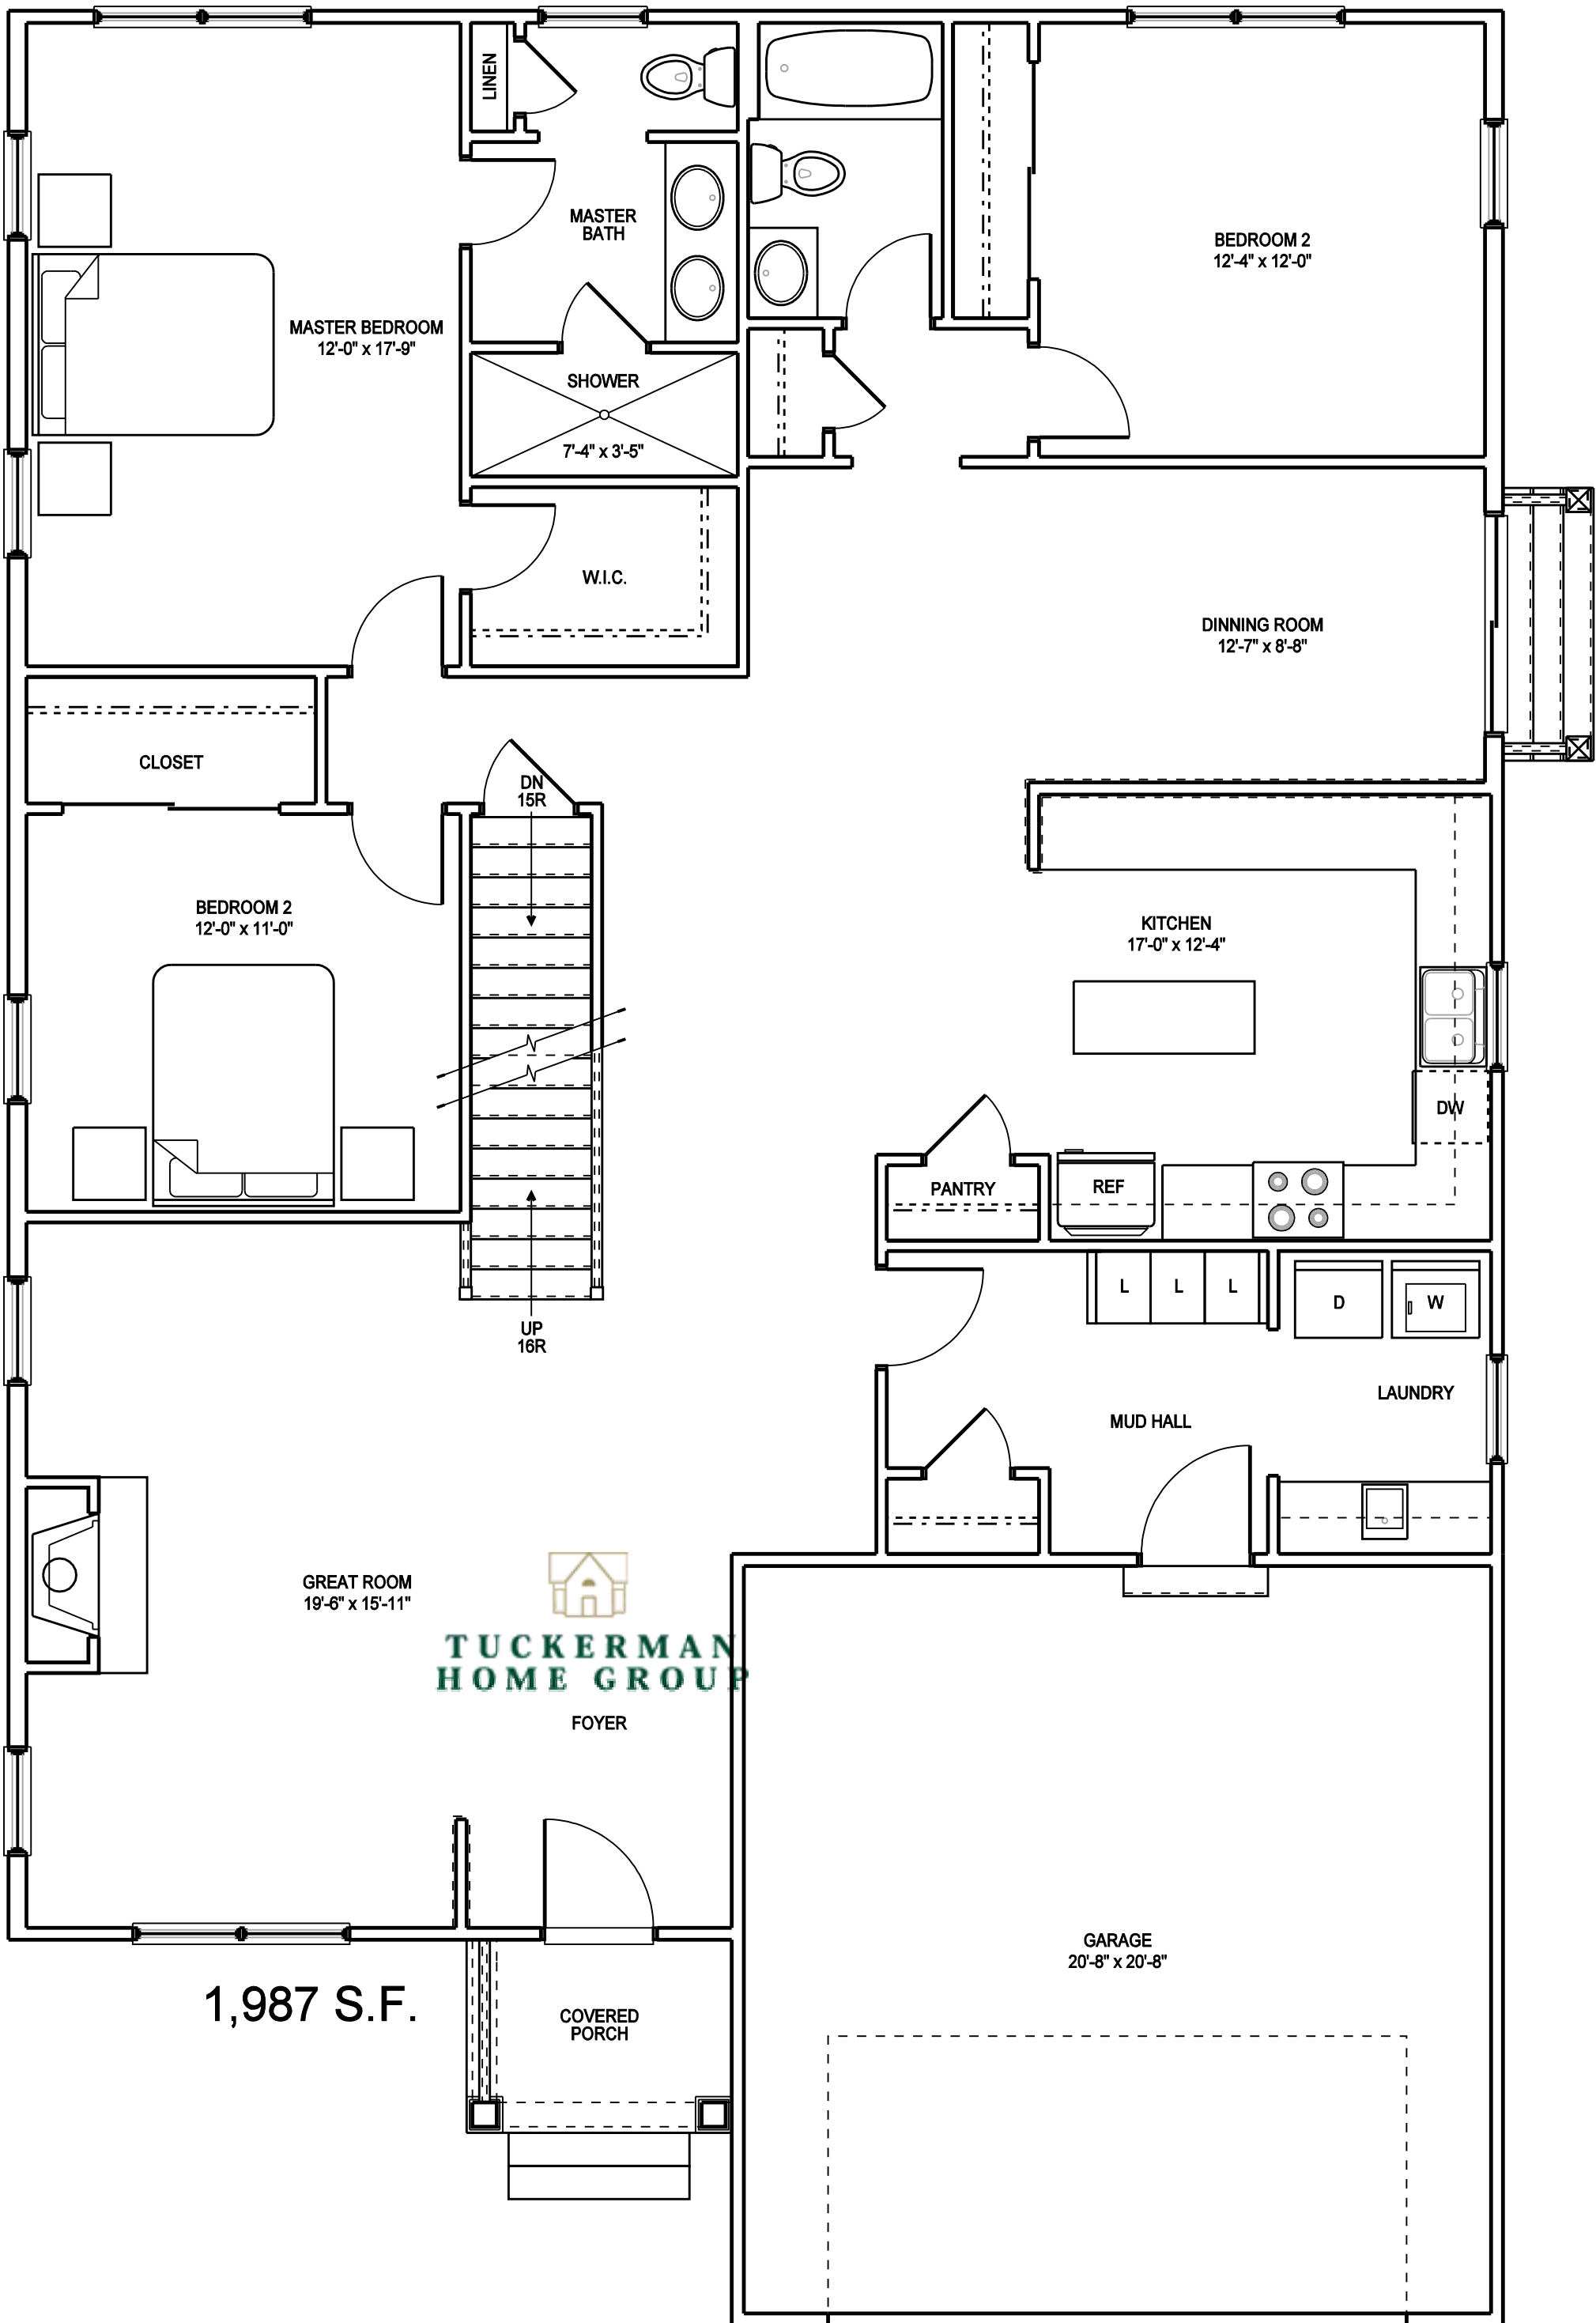 LINEN
MASTER
BATH
BEDROOM 2
12'-4" x 12'-0"
MASTER BEDROOM
12'-0" x 17'-9"
SHOWER
7'-4" x 3'-5"
W.I.C.
DINNING ROOM
12'-7" x 8'-8"
CLOSET
DN
15R
BEDROOM 2
12'-0" x 11'-0"
KITCHEN
17'-0" x 12'-4"
DW
PANTRY
REF
L L L
D
W
UP
16R
LAUNDRY
MUD HALL
GREAT ROOM
19'-6" x 15'-11"
TUCKERMAN
HOME GROUP
FOYER
GARAGE
20'-8" x 20'-8"
1,987 S.F.
COVERED
PORCH